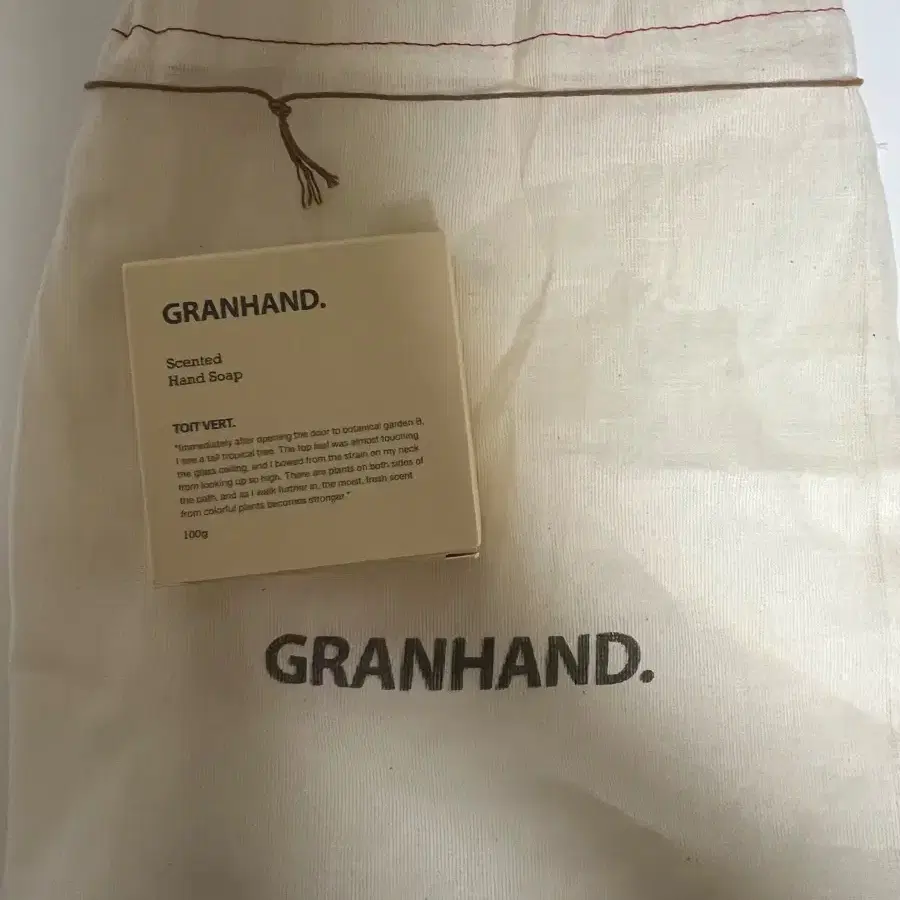 GRANHAND.
Scented
Hand Soap
TOIT VERT.
"Immediately after opening the door to botanical garden B,
I see a tall tropical tree. The top leaf was almost touching
the glass ceiling, and I bowed from the strain on my neck
from looking up so high. There are plants on both sides of
the path, and as I walk further in, the moist, fresh scent
from colorful plants becomes stronger."
100g
GRANHAND.